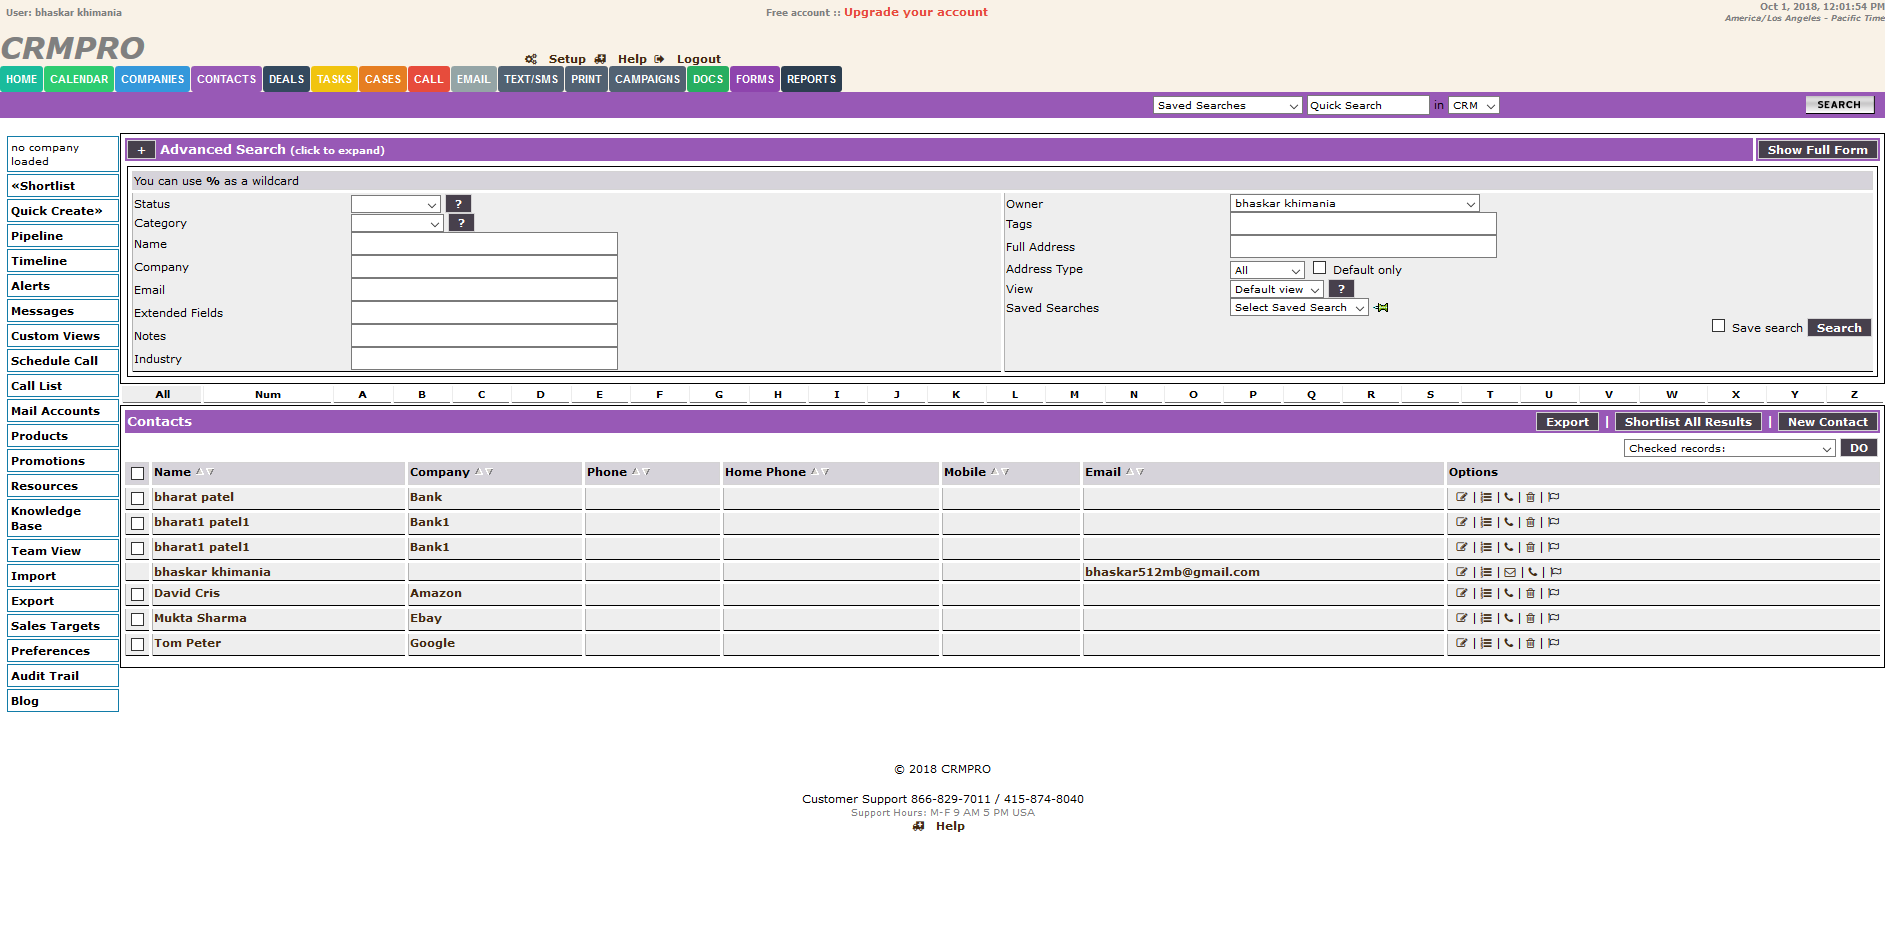 User: bhaskar khimania
Free account :: Upgrade your account
Oct 1, 2018, 12:01:54 PM
America/Los Angeles - Pacific Time
CRMPRO
Setup Help Logout
HOME CALENDAR COMPANIES CONTACTS DEALS TASKS CASES CALL EMAIL TEXT/SMS PRINT CAMPAIGNS DOCS FORMS REPORTS
Saved Searches Quick Search in CRM SEARCH
no company
loaded
«Shortlist
Quick Create»
Pipeline
Timeline
Alerts
Messages
Custom Views
Schedule Call
Call List
Mail Accounts
Products
Promotions
Resources
Knowledge
Base
Team View
Import
Export
Sales Targets
Preferences
Audit Trail
Blog
+ Advanced Search (click to expand) Show Full Form
You can use % as a wildcard
Status ?
Category ?
Name
Company
Email
Extended Fields
Notes
Industry
Owner bhaskar khimania
Tags
Full Address
Address Type All Default only
View Default view ?
Saved Searches Select Saved Search
Save search Search
All Num A B C D E F G H I J K L M N O P Q R S T U V W X Y Z
Contacts Export | Shortlist All Results | New Contact
Checked records: DO
Name Company Phone Home Phone Mobile Email Options
bharat patel Bank | | | |
bharat1 patel1 Bank1 | | | |
bharat1 patel1 Bank1 | | | |
bhaskar khimania bhaskar512mb@gmail.com | | | |
David Cris Amazon | | | |
Mukta Sharma Ebay | | | |
Tom Peter Google | | | |
© 2018 CRMPRO
Customer Support 866-829-7011 / 415-874-8040
Support Hours: M-F 9 AM 5 PM USA
Help